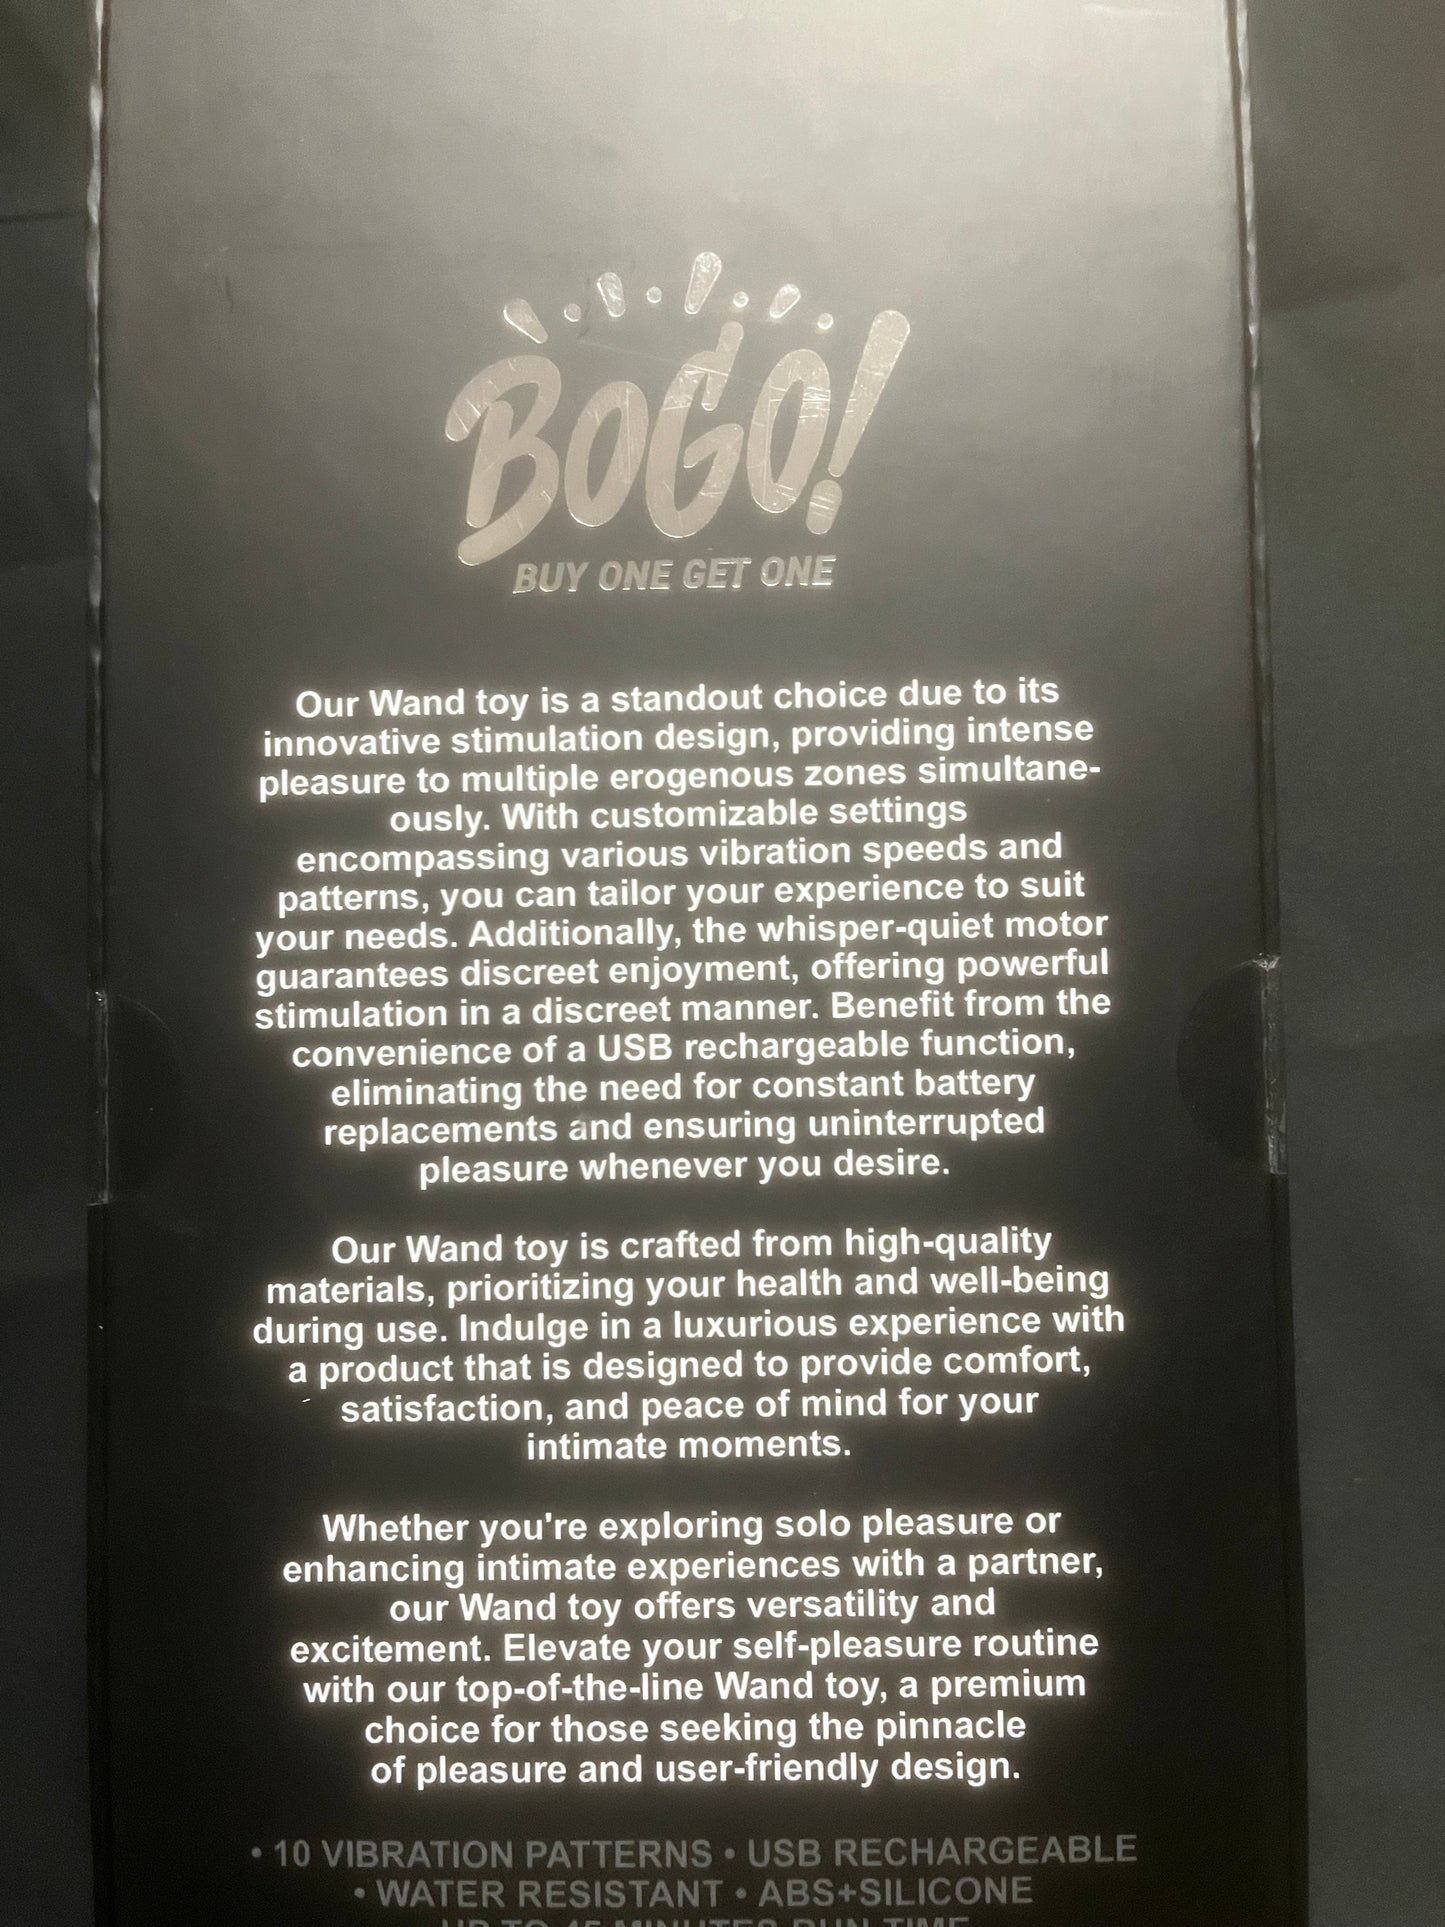 BOGO!
BUY ONE GET ONE
Our Wand toy is a standout choice due to its
innovative stimulation design, providing intense
pleasure to multiple erogenous zones simultane-
ously. With customizable settings
encompassing various vibration speeds and
patterns, you can tailor your experience to suit
your needs. Additionally, the whisper-quiet motor
guarantees discreet enjoyment, offering powerful
stimulation in a discreet manner. Benefit from the
convenience of a USB rechargeable function,
eliminating the need for constant battery
replacements and ensuring uninterrupted
pleasure whenever you desire.
Our Wand toy is crafted from high-quality
materials, prioritizing your health and well-being
during use. Indulge in a luxurious experience with
a product that is designed to provide comfort,
satisfaction, and peace of mind for your
intimate moments.
Whether you're exploring solo pleasure or
enhancing intimate experiences with a partner,
our Wand toy offers versatility and
excitement. Elevate your self-pleasure routine
with our top-of-the-line Wand toy, a premium
choice for those seeking the pinnacle
of pleasure and user-friendly design.
• 10 VIBRATION PATTERNS • USB RECHARGEABLE
• WATER RESISTANT • ABS+SILICONE
UP TO 45 MINUTES RUN TIME